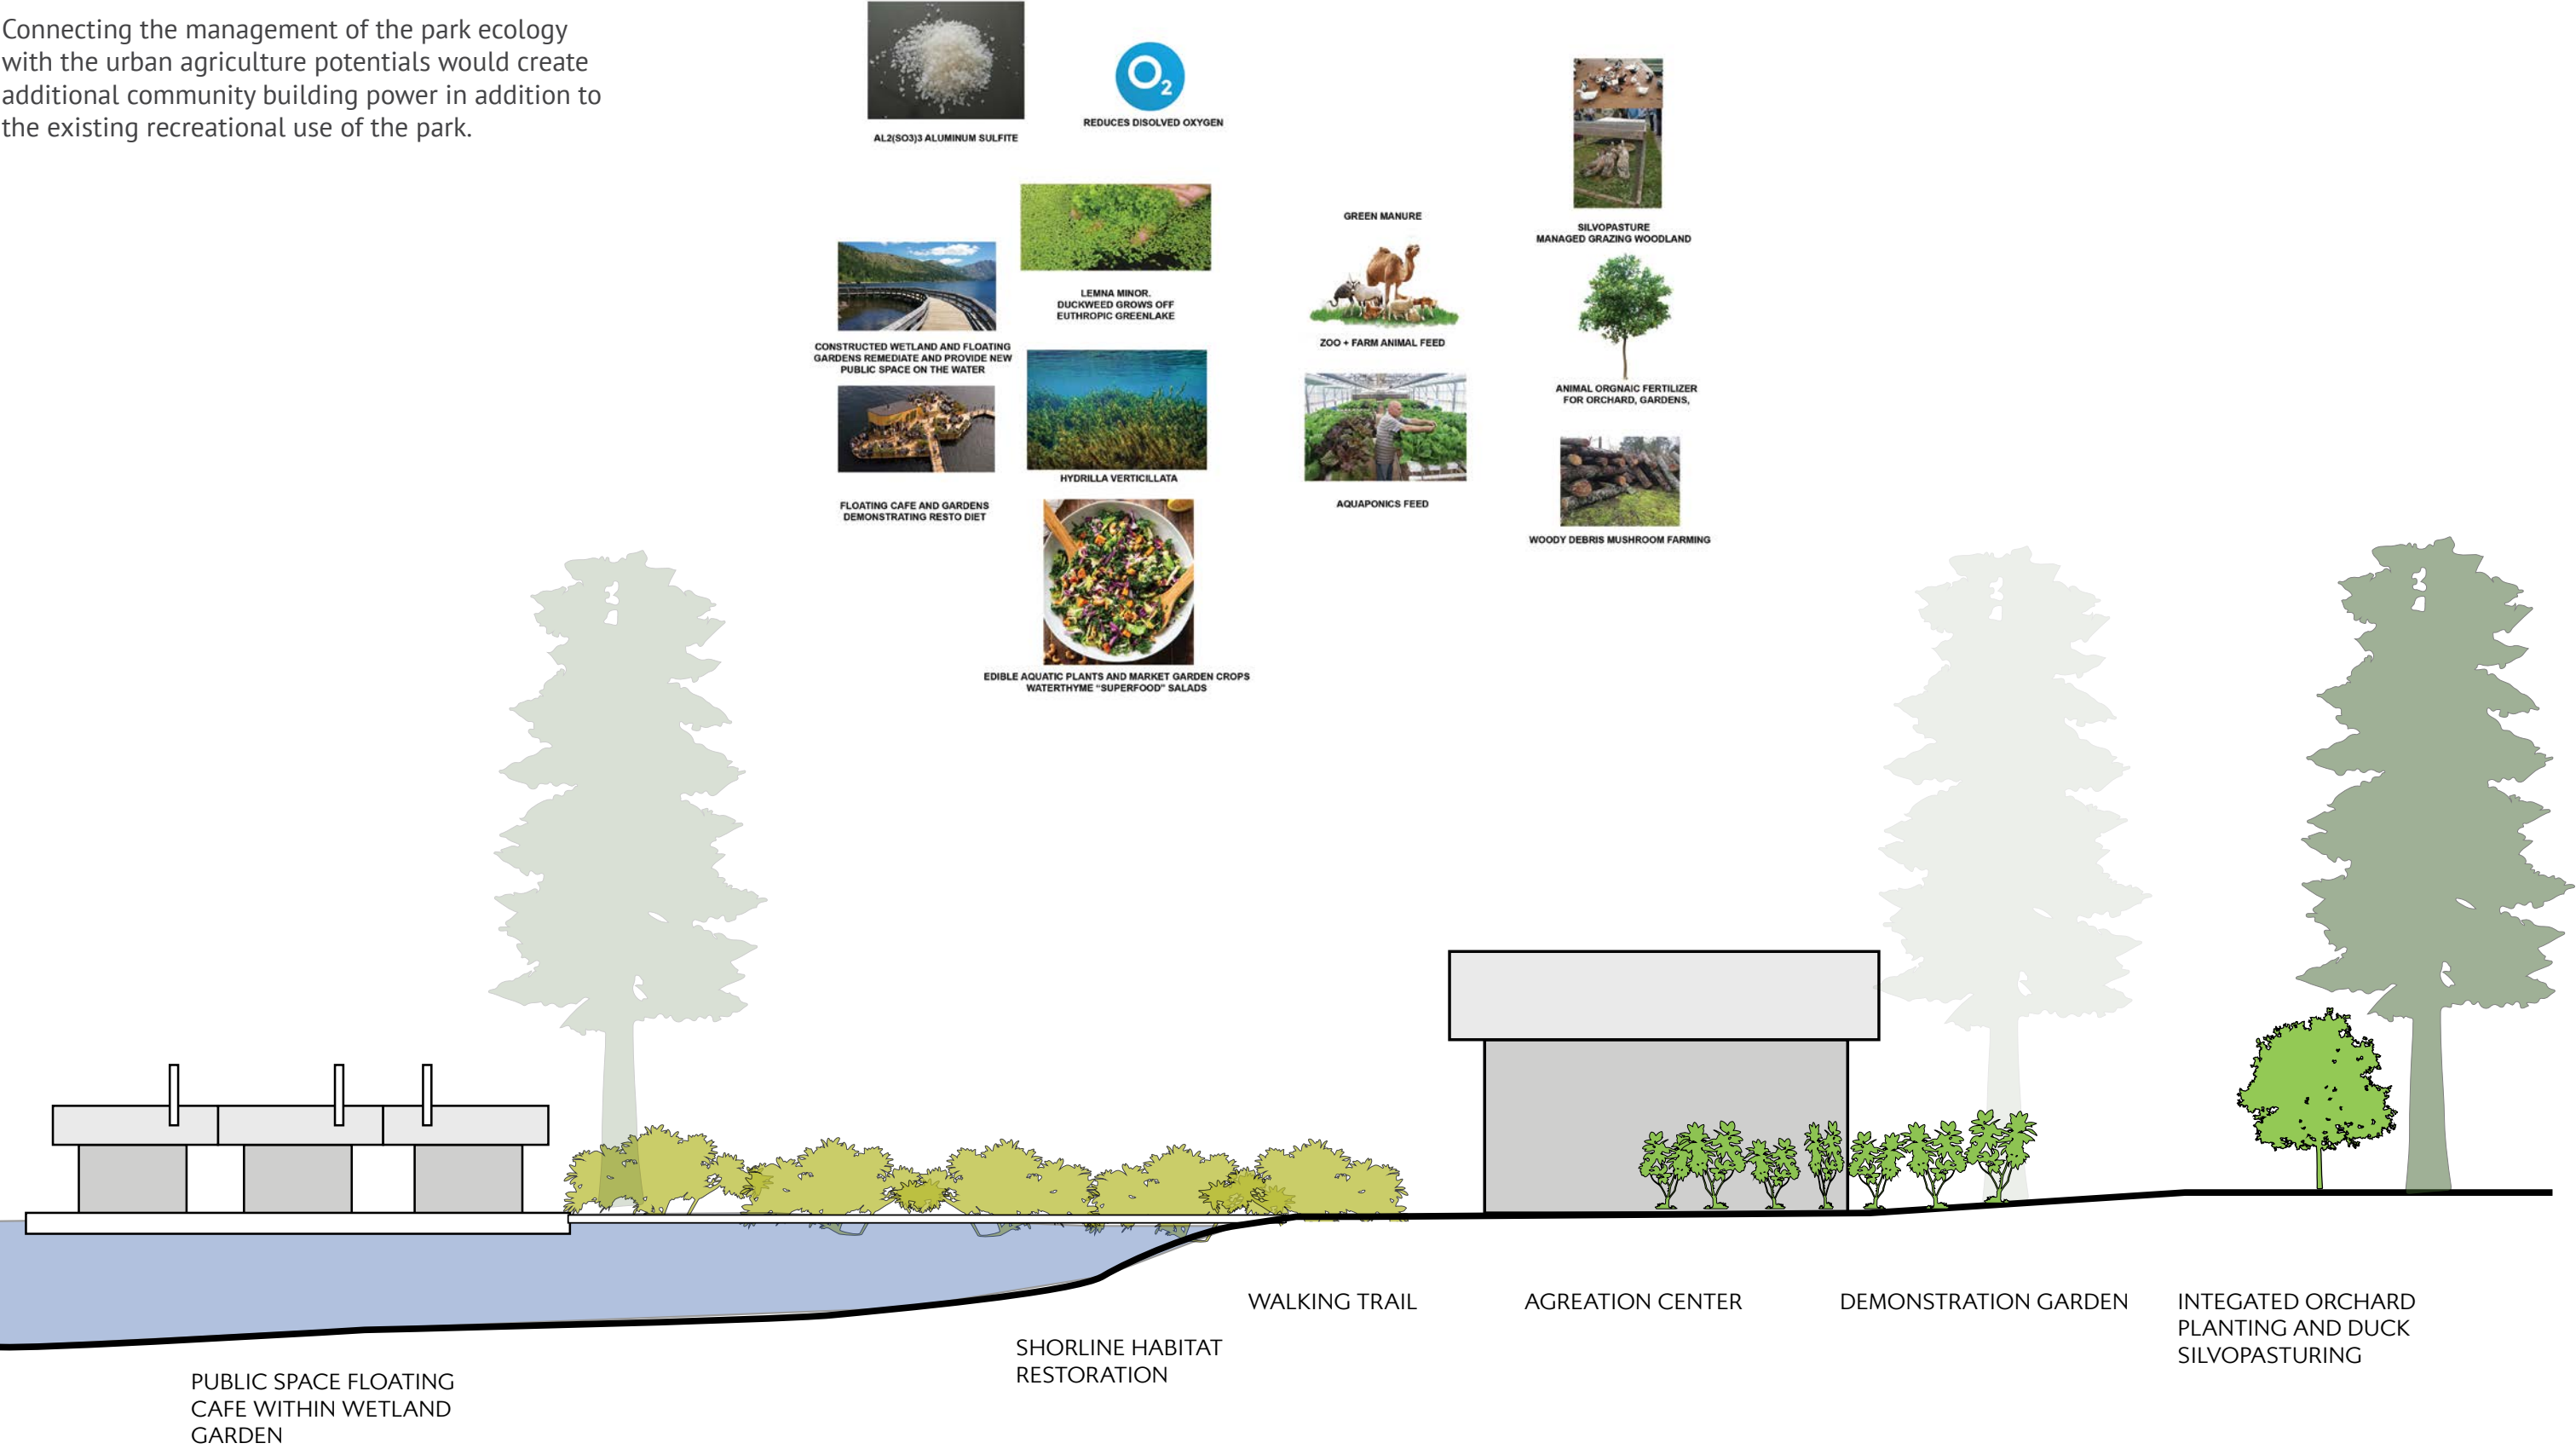 Connecting the management of the park ecology
with the urban agriculture potentials would create
additional community building power in addition to
the existing recreational use of the park.
AL2(SO3)3 ALUMINUM SULFITE
O2
REDUCES DISOLVED OXYGEN
LEMNA MINOR.
DUCKWEED GROWS OFF
EUTHROPIC GREENLAKE
CONSTRUCTED WETLAND AND FLOATING
GARDENS REMEDIATE AND PROVIDE NEW
PUBLIC SPACE ON THE WATER
HYDRILLA VERTICILLATA
FLOATING CAFE AND GARDENS
DEMONSTRATING RESTO DIET
EDIBLE AQUATIC PLANTS AND MARKET GARDEN CROPS
WATERTHYME "SUPERFOOD" SALADS
GREEN MANURE
ZOO + FARM ANIMAL FEED
AQUAPONICS FEED
SILVOPASTURE
MANAGED GRAZING WOODLAND
ANIMAL ORGNAIC FERTILIZER
FOR ORCHARD, GARDENS,
WOODY DEBRIS MUSHROOM FARMING
PUBLIC SPACE FLOATING
CAFE WITHIN WETLAND
GARDEN
SHORLINE HABITAT
RESTORATION
WALKING TRAIL
AGREATION CENTER
DEMONSTRATION GARDEN
INTEGATED ORCHARD
PLANTING AND DUCK
SILVOPASTURING